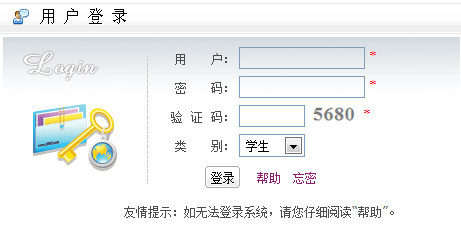 用 户 登 录
Login
用 户： *
密 码： *
验 证 码： 5680 *
类 别： 学生
登录 帮助 忘密
友情提示：如无法登录系统，请您仔细阅读“帮助”。